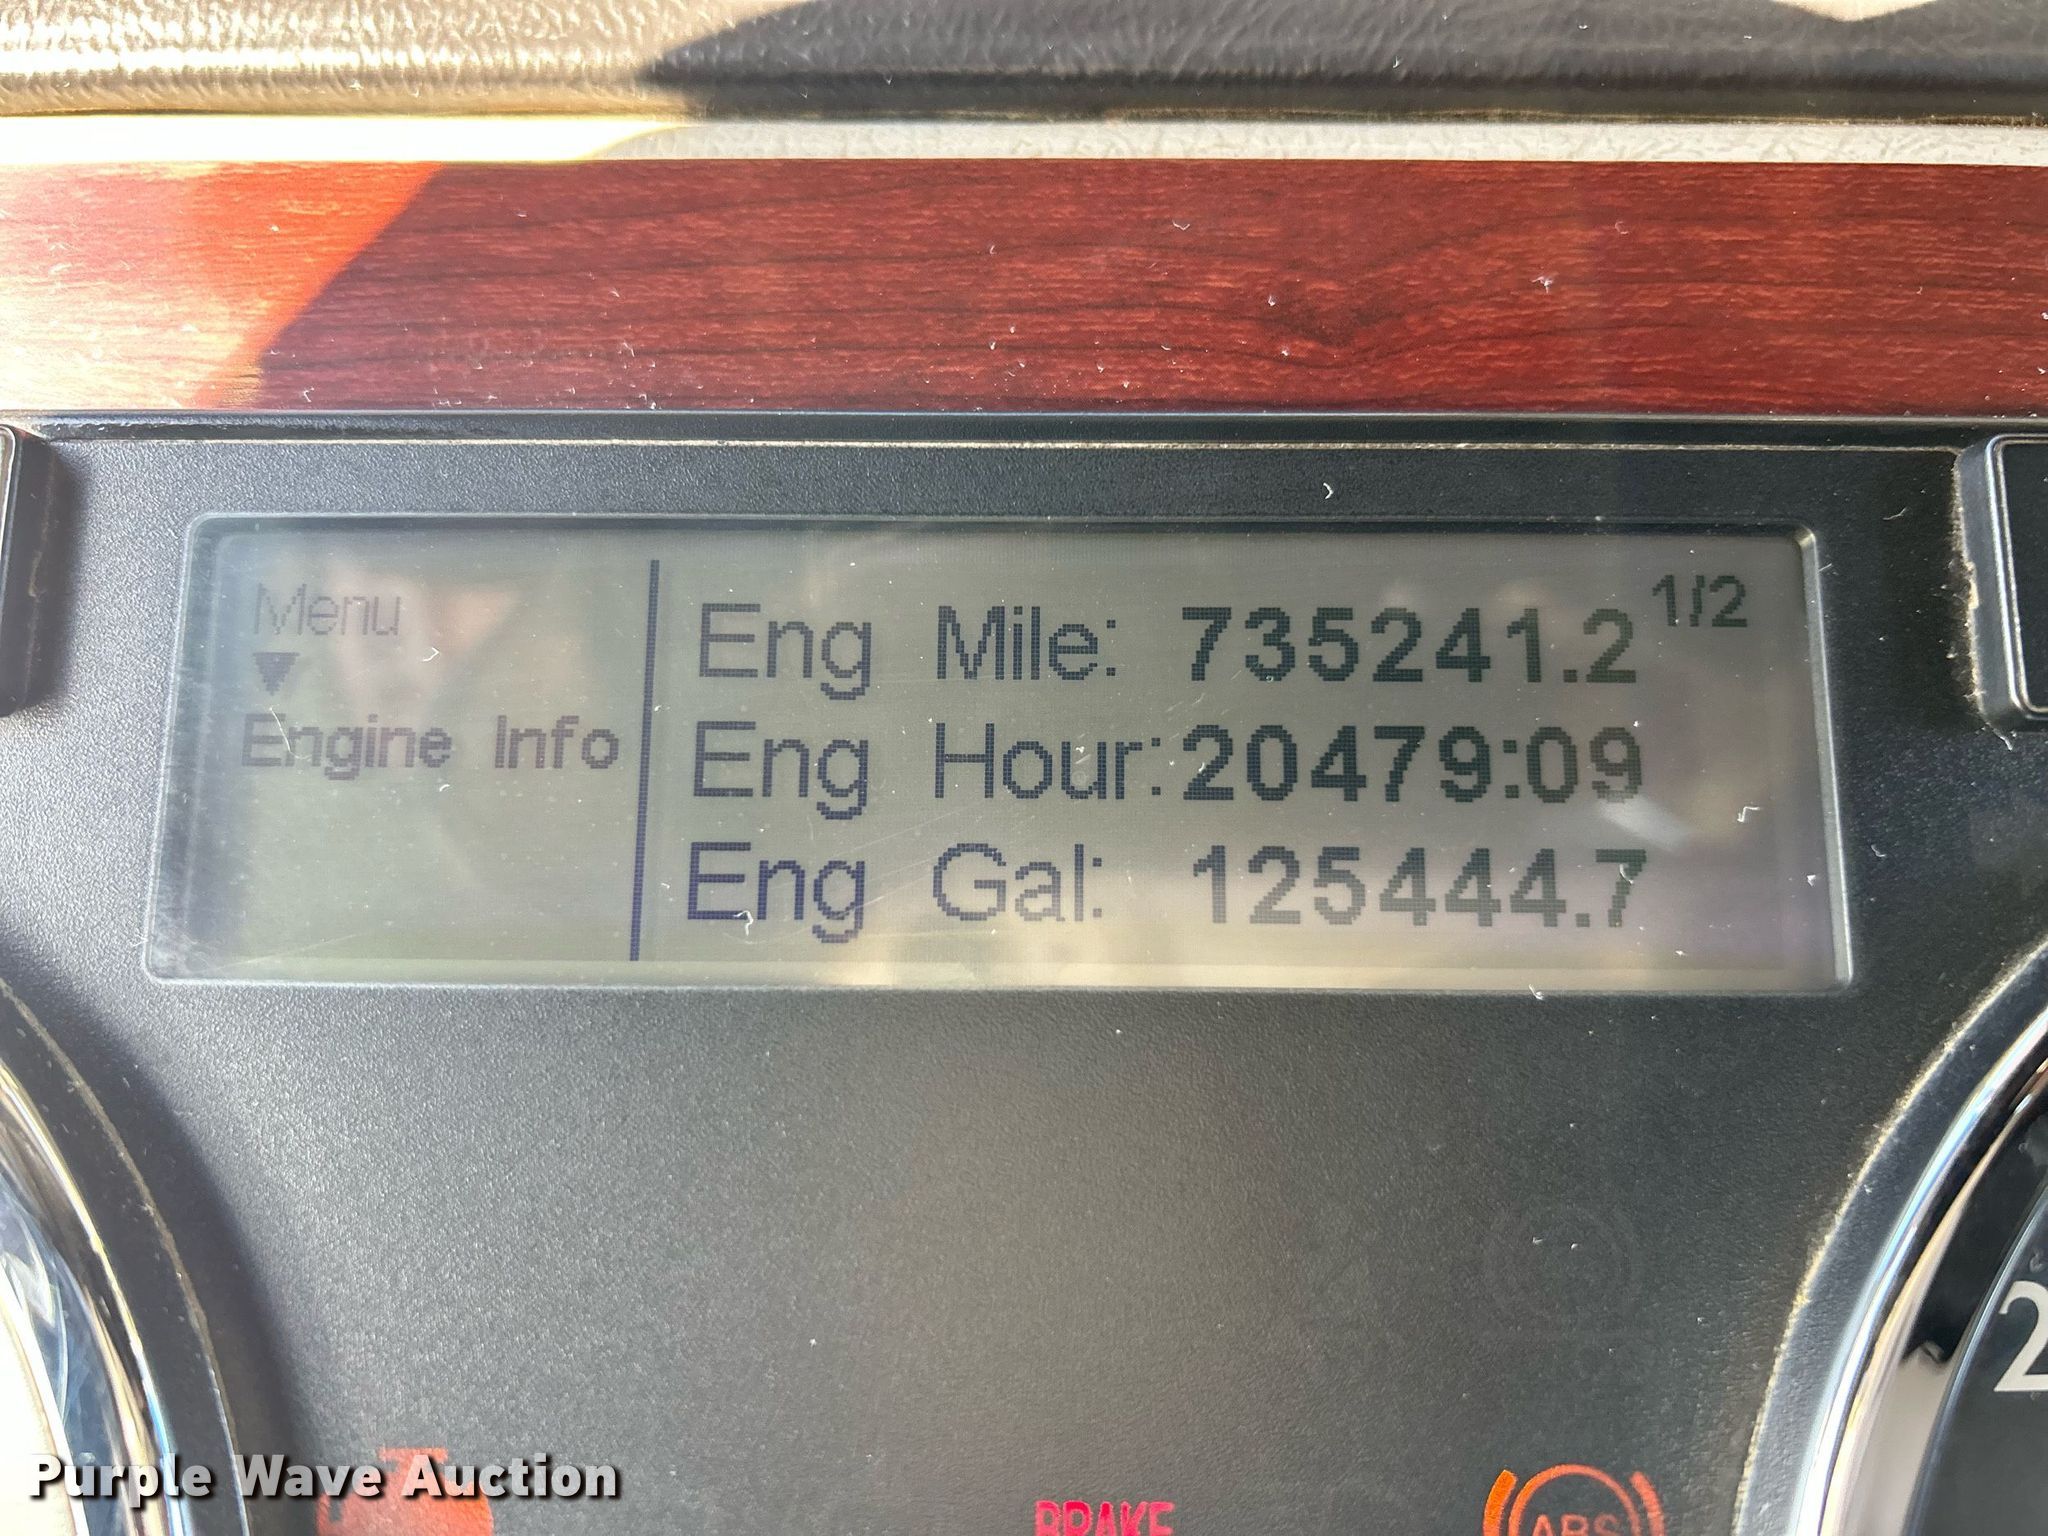 Menu
▼
Engine Info
Eng Mile: 735241.2
1/2
Eng Hour:20479:09
Eng Gal: 125444.7
2
Purple Wave Auction
BRAKE
ABS